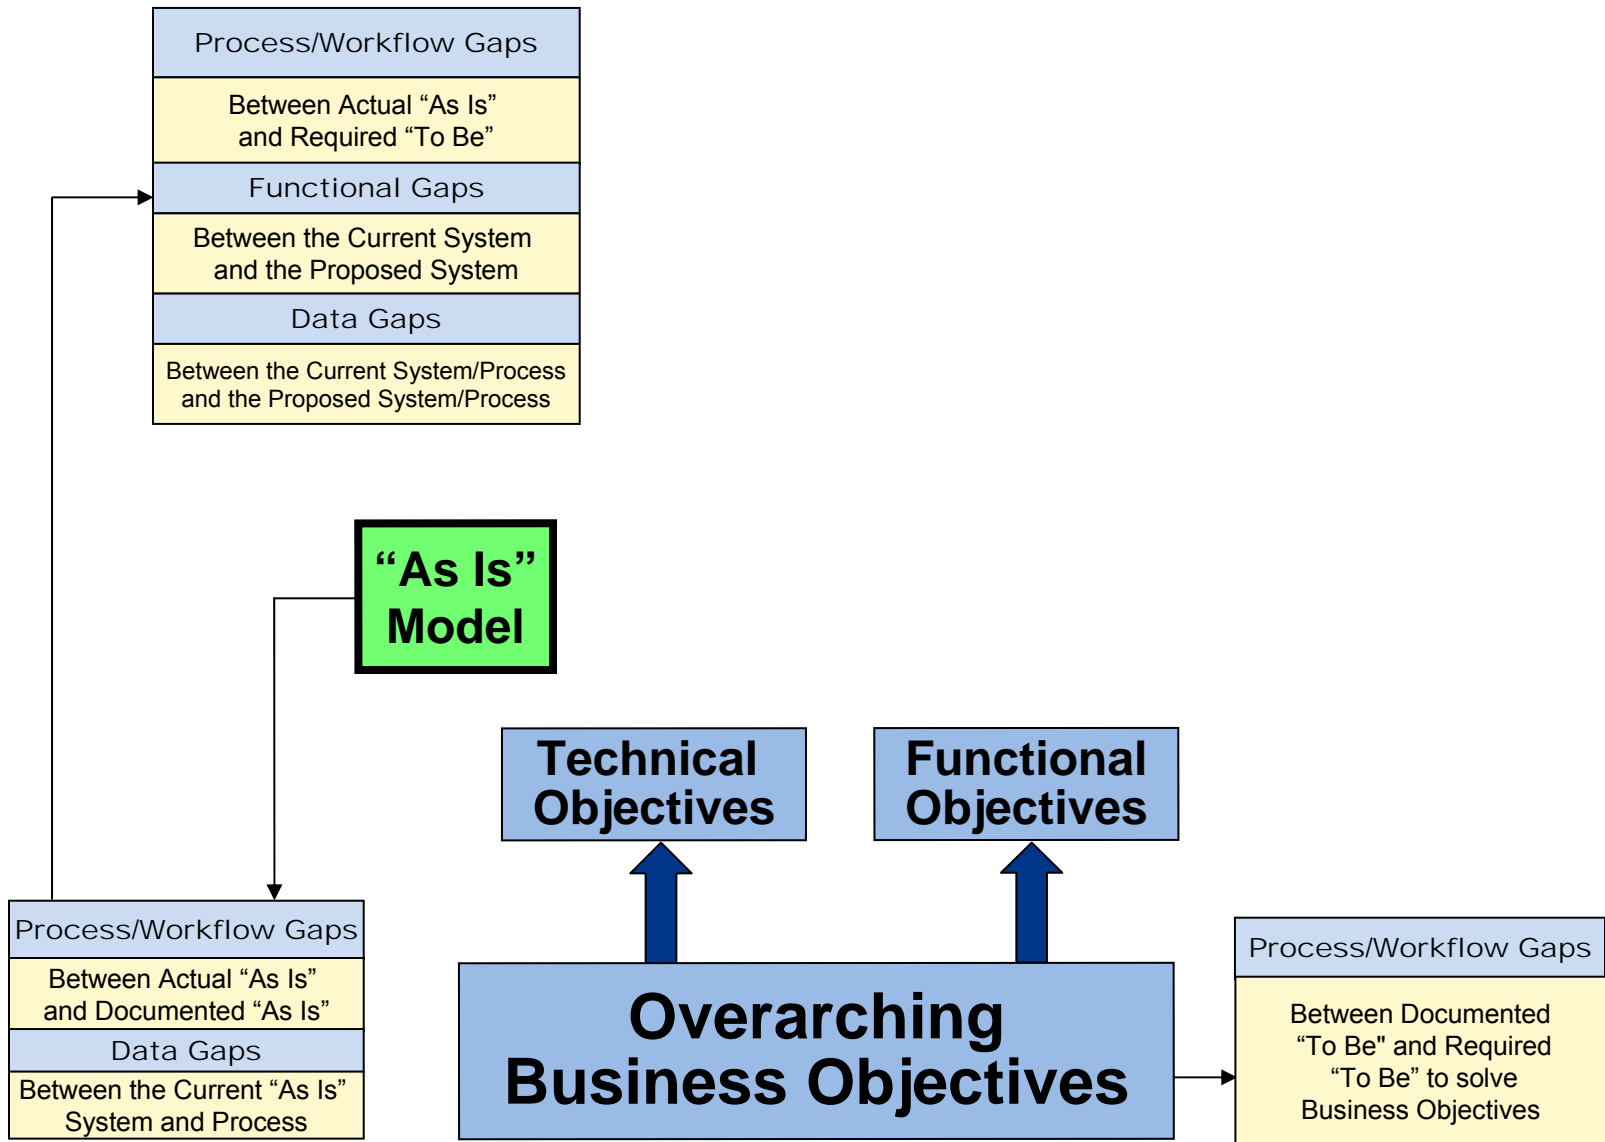 Process/Workflow Gaps
Between Actual “As Is”
and Required “To Be”
Functional Gaps
Between the Current System
and the Proposed System
Data Gaps
Between the Current System/Process
and the Proposed System/Process
“As Is”
Model
Technical
Objectives
Functional
Objectives
Process/Workflow Gaps
Between Actual “As Is”
and Documented “As Is”
Data Gaps
Between the Current “As Is”
System and Process
Overarching
Business Objectives
Process/Workflow Gaps
Between Documented
“To Be" and Required
“To Be” to solve
Business Objectives